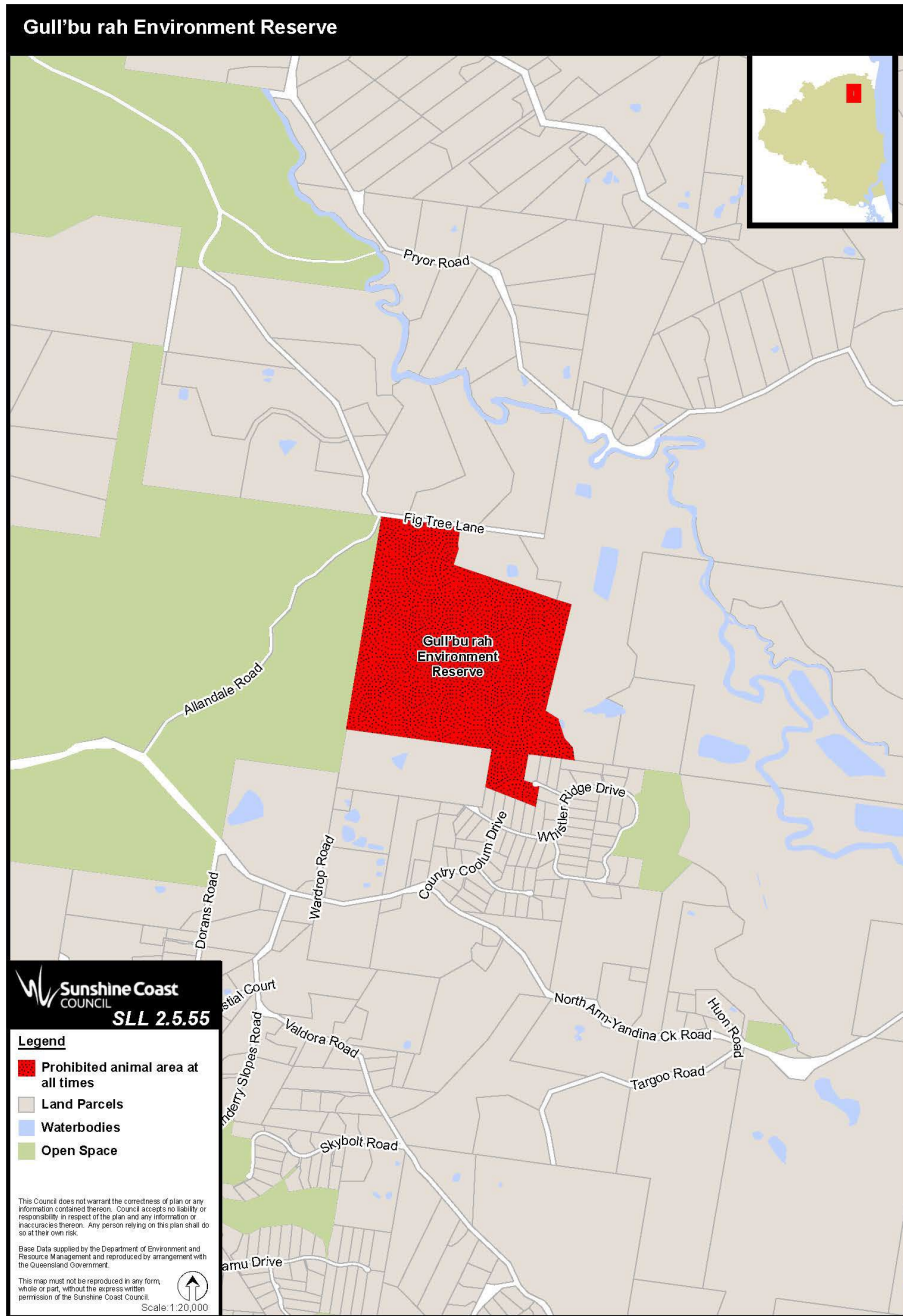 Gull'bu rah Environment Reserve
Pryor Road
Fig Tree Lane
Gull'bu rah
Environment
Reserve
Allandale Road
Whistler Ridge Drive
Country Coolum Drive
Wardrop Road
Dorans Road
North Arm-Yandina Ck Road
Huon Road
Targoo Road
Valdora Road
Skybolt Road
Sunshine Coast
COUNCIL
SLL 2.5.55
Legend
Prohibited animal area at
all times
Land Parcels
Waterbodies
Open Space
This Council does not warrant the correctness of plan or any
information contained thereon. Council accepts no liability or
responsibility in respect of the plan and any information or
inaccuracies thereon. Any person relying on this plan shall do
so at their own risk.
Base Data supplied by the Department of Environment and
Resource Management and reproduced by arrangement with
the Queensland Government.
This map must not be reproduced in any form,
whole or part, without the express written
permission of the Sunshine Coast Council.
Scale:1:20,000
stial Court
nderry Slopes Road
amu Drive